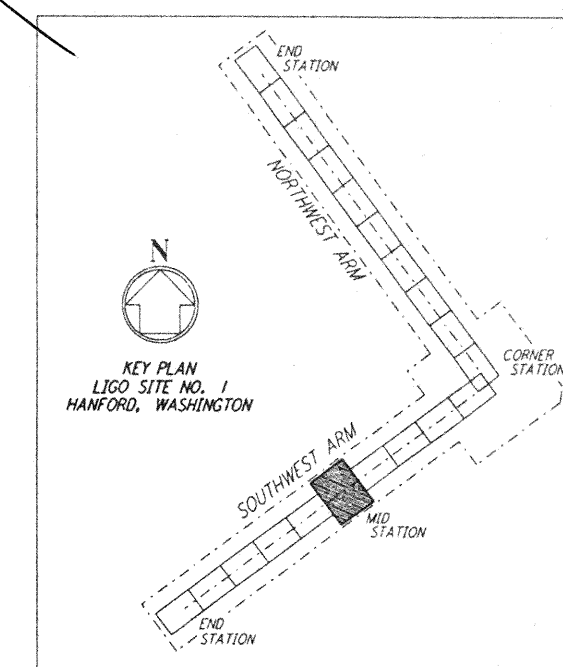 END
STATION
NORTHWEST ARM
N
KEY PLAN
LIGO SITE NO. 1
HANFORD, WASHINGTON
CORNER
STATION
SOUTHWEST ARM
MID
STATION
END
STATION